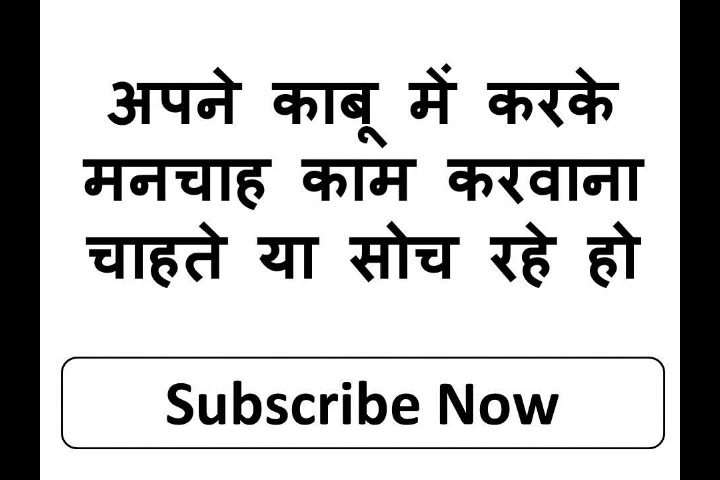 अपने काबू में करके
मनचाह काम करवाना
चाहते या सोच रहे हो
Subscribe Now